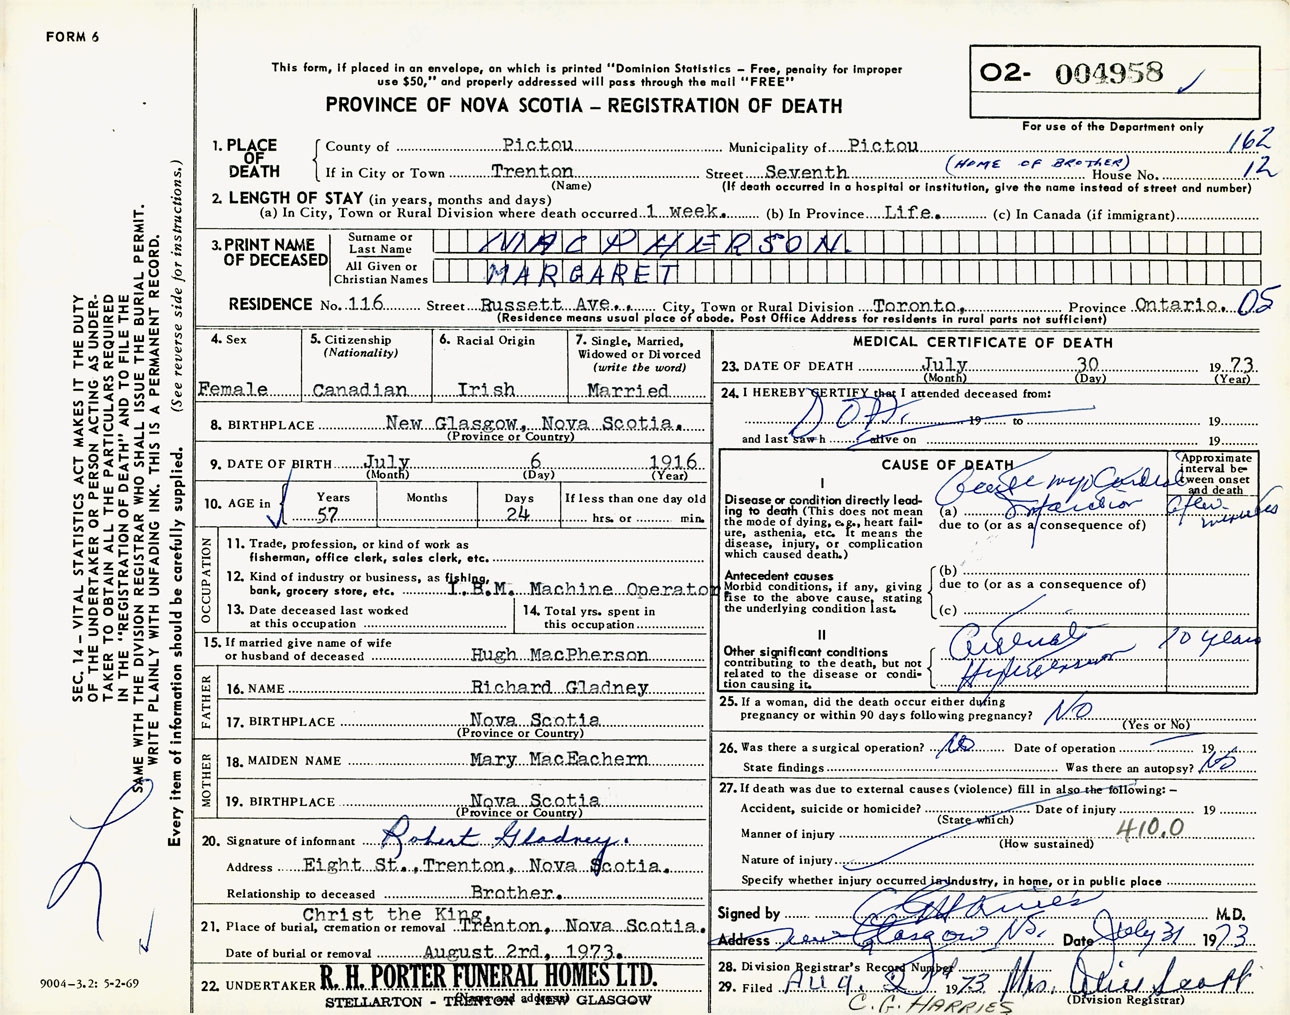 FORM 6
This form, if placed in an envelope, on which is printed "Dominion Statistics – Free, penalty for improper
use $50," and properly addressed will pass through the mail "FREE"
PROVINCE OF NOVA SCOTIA – REGISTRATION OF DEATH
02- 004958
For use of the Department only
162
1. PLACE OF DEATH
County of Pictou Municipality of Pictou
(HOME OF BROTHER)
If in City or Town Trenton Street Seventh House No. 12
(Name) (If death occurred in a hospital or institution, give the name instead of street and number)
2. LENGTH OF STAY (in years, months and days)
(a) In City, Town or Rural Division where death occurred 1 week. (b) In Province Life. (c) In Canada (if immigrant)
3. PRINT NAME OF DECEASED
Surname or Last Name MACPHERSON.
All Given or Christian Names MARGARET
RESIDENCE No. 116 Street Russett Ave... City, Town or Rural Division Toronto, Province Ontario. 05
(Residence means usual place of abode. Post Office Address for residents in rural parts not sufficient)
4. Sex Female
5. Citizenship (Nationality) Canadian
6. Racial Origin Irish
7. Single, Married, Widowed or Divorced (write the word) Married
8. BIRTHPLACE New Glasgow, Nova Scotia.
(Province or Country)
9. DATE OF BIRTH July 6 1916
(Month) (Day) (Year)
10. AGE in Years 57 Months Days 24 If less than one day old hrs. or min.
OCCUPATION
11. Trade, profession, or kind of work as
fisherman, office clerk, sales clerk, etc.
12. Kind of industry or business, as fishing,
bank, grocery store, etc. I.B.M. Machine Operator
13. Date deceased last worked
at this occupation
14. Total yrs. spent in
this occupation
15. If married give name of wife
or husband of deceased Hugh MacPherson
FATHER
16. NAME Richard Gladney
17. BIRTHPLACE Nova Scotia
(Province or Country)
MOTHER
18. MAIDEN NAME Mary MacEachern
19. BIRTHPLACE Nova Scotia
(Province or Country)
20. Signature of informant Robert Gladney.
Address Eight St., Trenton, Nova Scotia.
Relationship to deceased Brother.
Christ the King,
21. Place of burial, cremation or removal Trenton, Nova Scotia.
Date of burial or removal August 2rd, 1973.
22. UNDERTAKER R. H. PORTER FUNERAL HOMES LTD.
STELLARTON - TRENTON - NEW GLASGOW
(Name and address)
MEDICAL CERTIFICATE OF DEATH
23. DATE OF DEATH July 30 1973
(Month) (Day) (Year)
24. I HEREBY CERTIFY that I attended deceased from:
D.O.A. 19 to 19
and last saw h alive on 19
CAUSE OF DEATH
Approximate interval between onset and death
I
Disease or condition directly leading to death (This does not mean the mode of dying, e.g., heart failure, asthenia, etc. It means the disease, injury, or complication which caused death.)
(a) Acute myocardial Infarction a few minutes
due to (or as a consequence of)
Antecedent causes
Morbid conditions, if any, giving rise to the above cause, stating the underlying condition last.
(b)
due to (or as a consequence of)
(c)
II
Other significant conditions
contributing to the death, but not related to the disease or condition causing it.
Arterial Hypertension 10 years
25. If a woman, did the death occur either during
pregnancy or within 90 days following pregnancy? NO
(Yes or No)
26. Was there a surgical operation? No Date of operation 19
State findings Was there an autopsy? No
27. If death was due to external causes (violence) fill in also the following: –
Accident, suicide or homicide? Date of injury 19
(State which)
Manner of injury 410.0
(How sustained)
Nature of injury
Specify whether injury occurred in industry, in home, or in public place
Signed by CG Harries M.D.
Address New Glasgow NS. Date July 31 1973
28. Division Registrar's Record Number
29. Filed Aug. 2 1973 Mrs. Alice Scott
(Division Registrar)
C. G. HARRIES
SEC. 14 – VITAL STATISTICS ACT MAKES IT THE DUTY
OF THE UNDERTAKER OR PERSON ACTING AS UNDER-
TAKER TO OBTAIN ALL THE PARTICULARS REQUIRED
IN THE "REGISTRATION OF DEATH" AND TO FILE THE
SAME WITH THE DIVISION REGISTRAR WHO SHALL ISSUE THE BURIAL PERMIT.
WRITE PLAINLY WITH UNFADING INK. THIS IS A PERMANENT RECORD.
Every item of information should be carefully supplied. (See reverse side for instructions.)
9004-3.2: 5-2-69